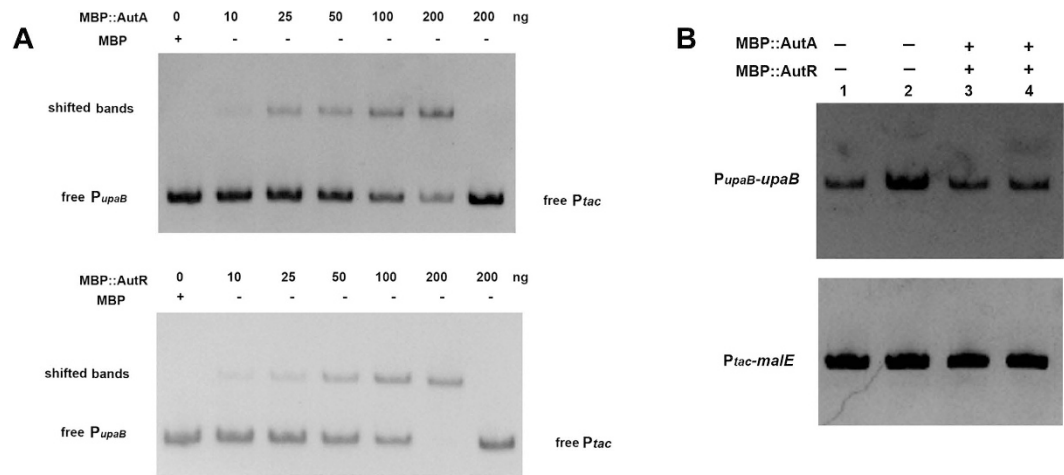 A
MBP::AutA 0 10 25 50 100 200 200 ng
MBP + - - - - - -
shifted bands
free PupaB
free Ptac
MBP::AutR 0 10 25 50 100 200 200 ng
MBP + - - - - - -
shifted bands
free PupaB
free Ptac
B
MBP::AutA – – + +
MBP::AutR – – + +
1 2 3 4
PupaB-upaB
Ptac-malE